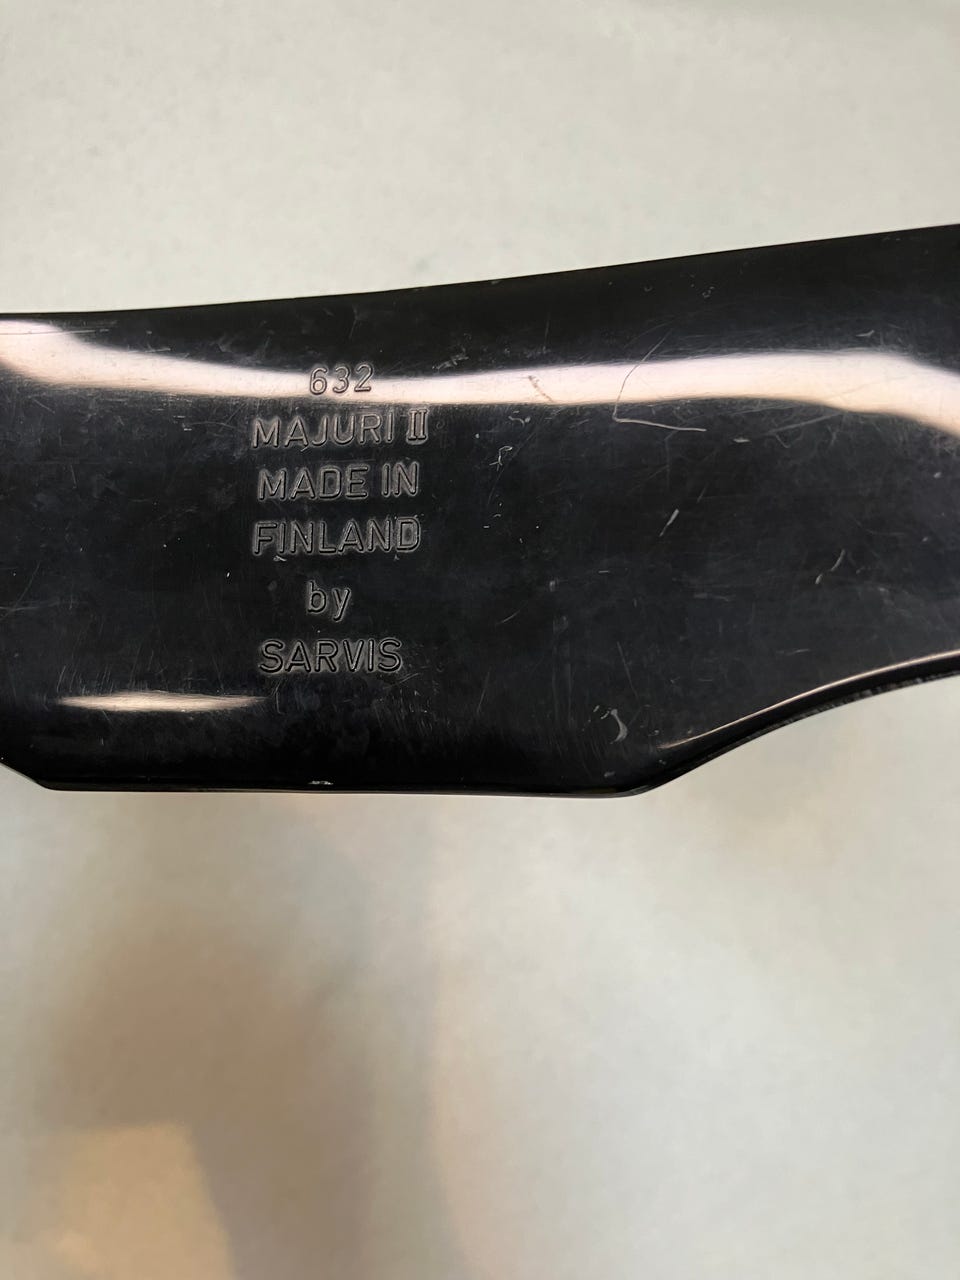 632
MAJURI II
MADE IN
FINLAND
by
SARVIS